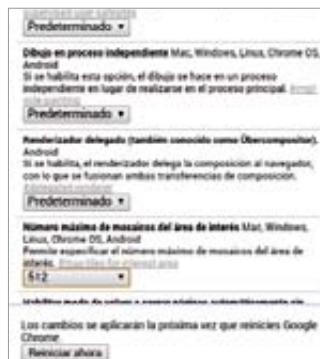 Predeterminado
Dibujo en proceso independiente Mac, Windows, Linux, Chrome OS,
Android
Si se habilita esta opción, el dibujo se hace en un proceso
independiente en lugar de realizarse en el proceso principal.
Predeterminado
Renderizador delegado (también conocido como Übercompositor).
Android
Si se habilita, el renderizador delega la composición al navegador,
con lo que se fusionan ambas transferencias de composición.
Predeterminado
Número máximo de mosaicos del área de interés Mac, Windows,
Linux, Chrome OS, Android
Permite especificar el número máximo de mosaicos del área de
interés.
512
Los cambios se aplicarán la próxima vez que reinicies Google
Chrome.
Reiniciar ahora